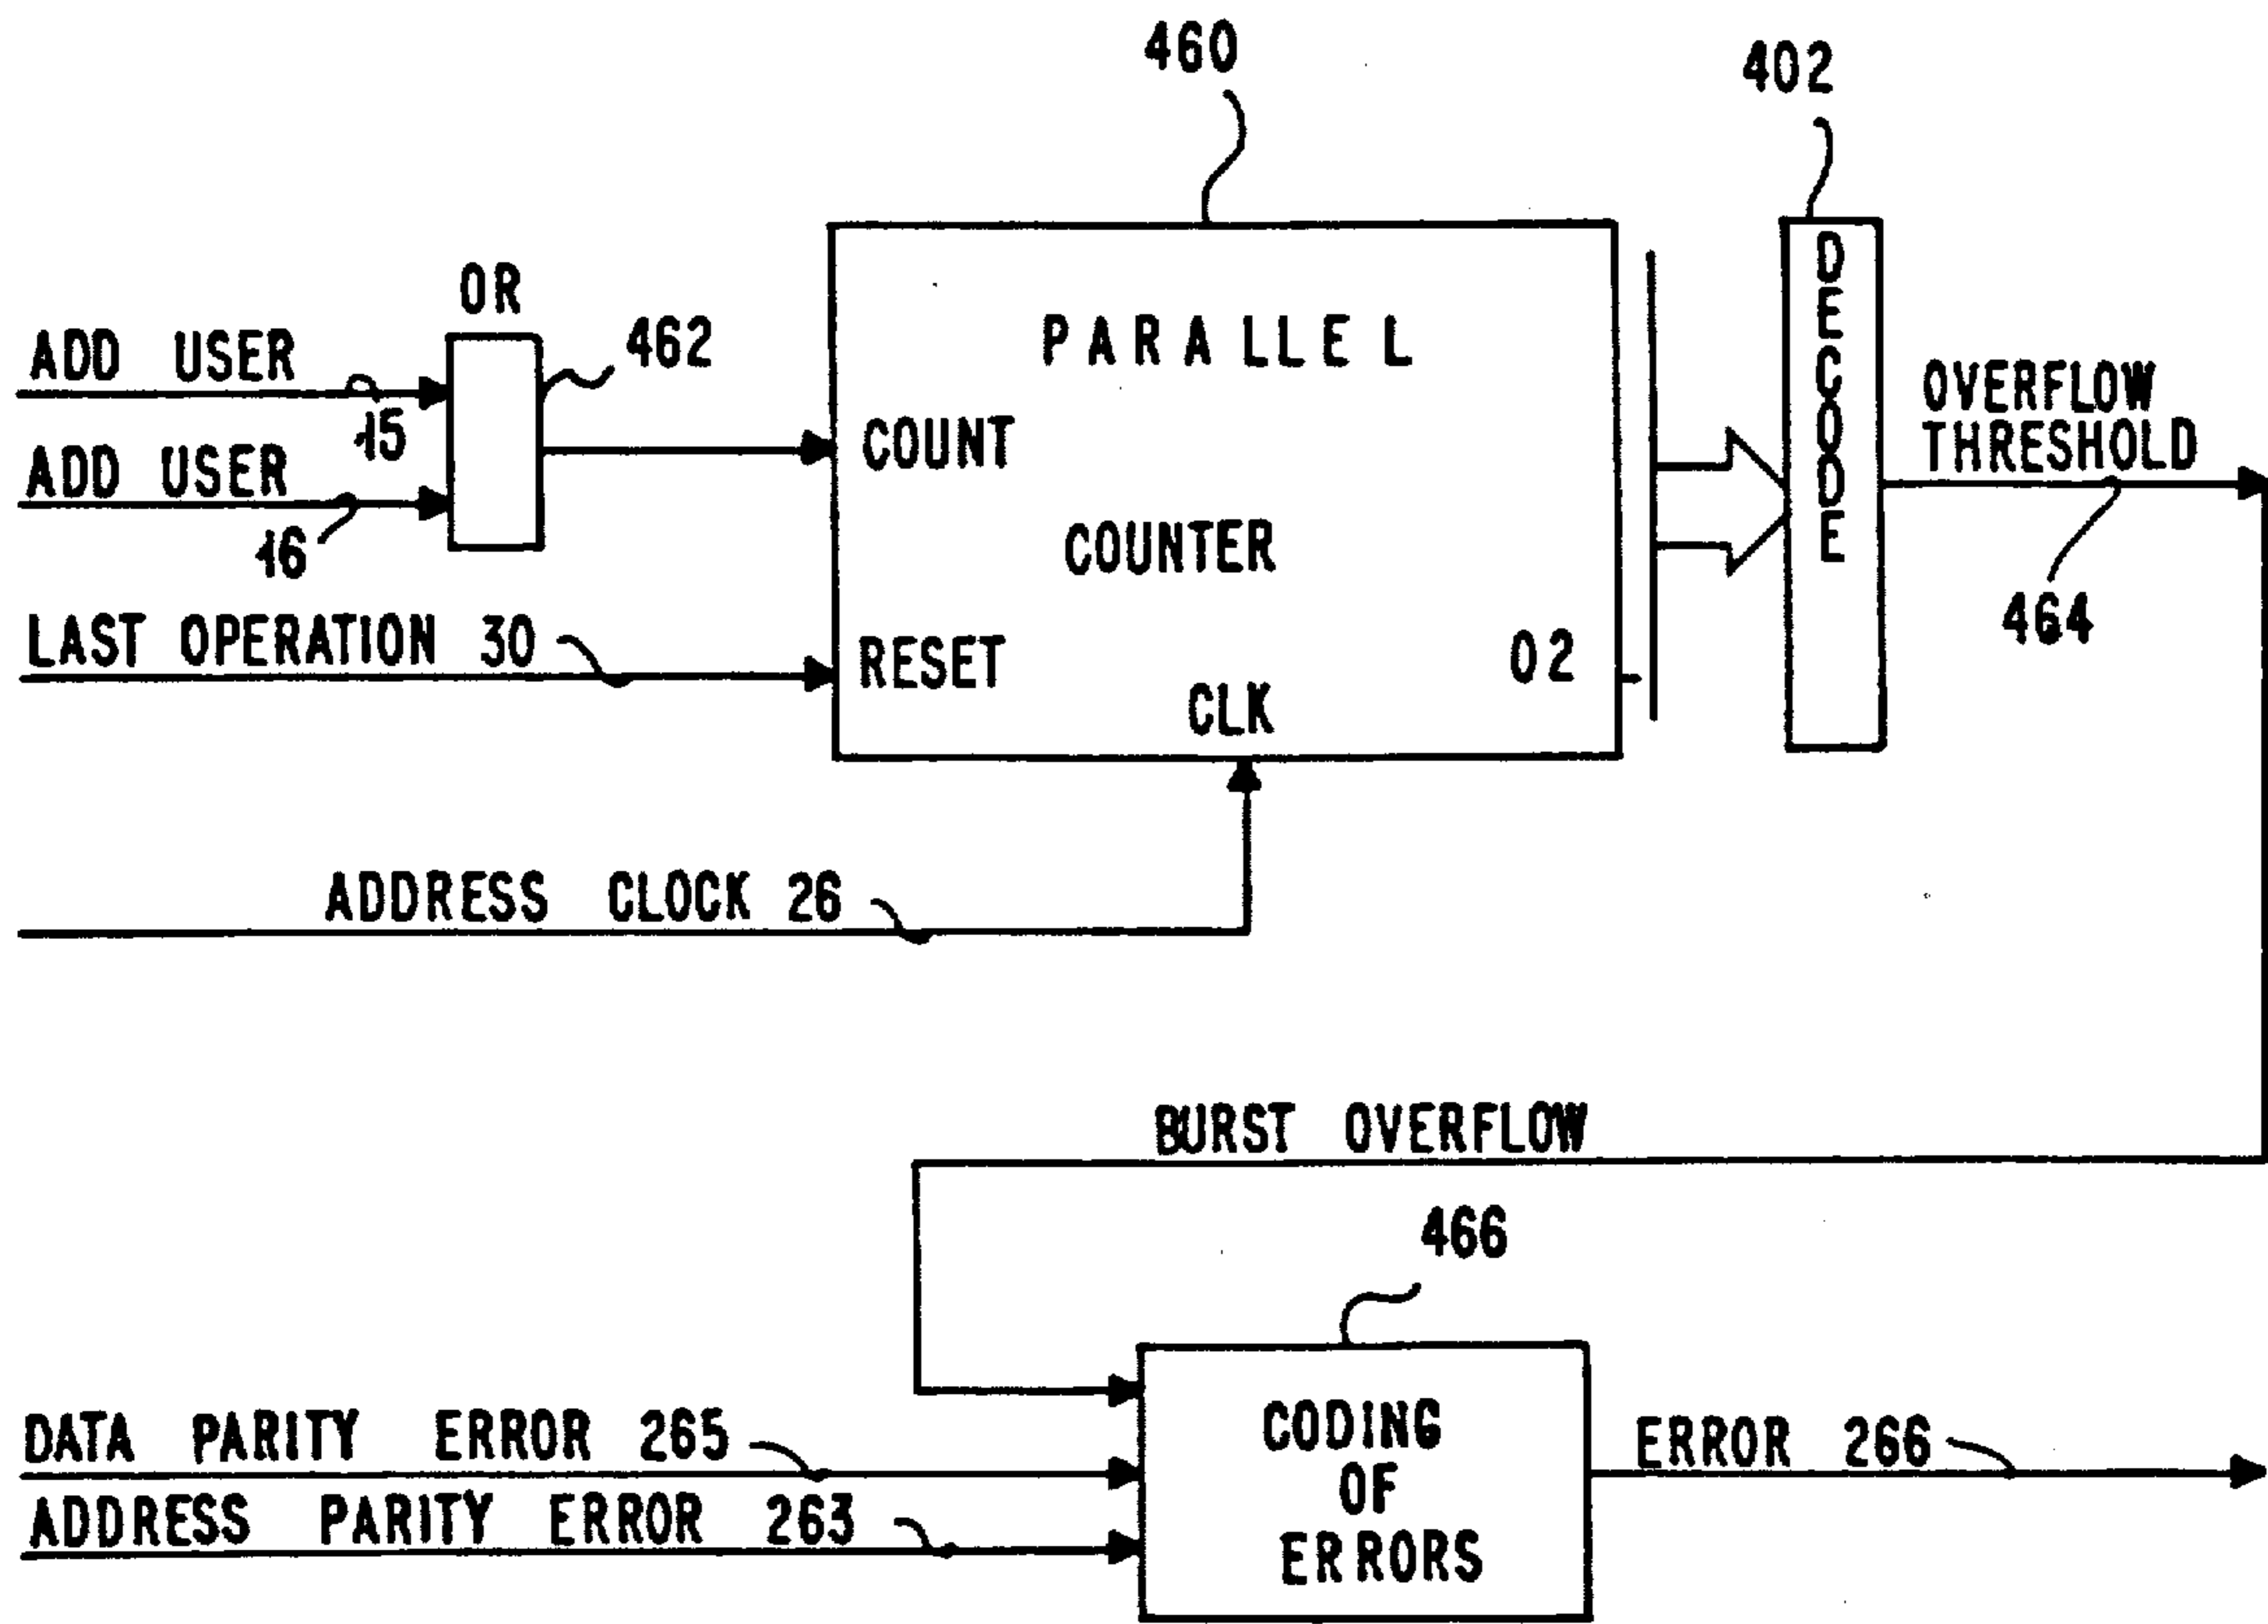 460
402
OR
462
ADD USER
15
ADD USER
16
LAST OPERATION 30
PARALLEL
COUNT
COUNTER
RESET
02
CLK
DECODE
OVERFLOW
THRESHOLD
464
ADDRESS CLOCK 26
BURST OVERFLOW
466
DATA PARITY ERROR 265
ADDRESS PARITY ERROR 263
CODING
OF
ERRORS
ERROR 266